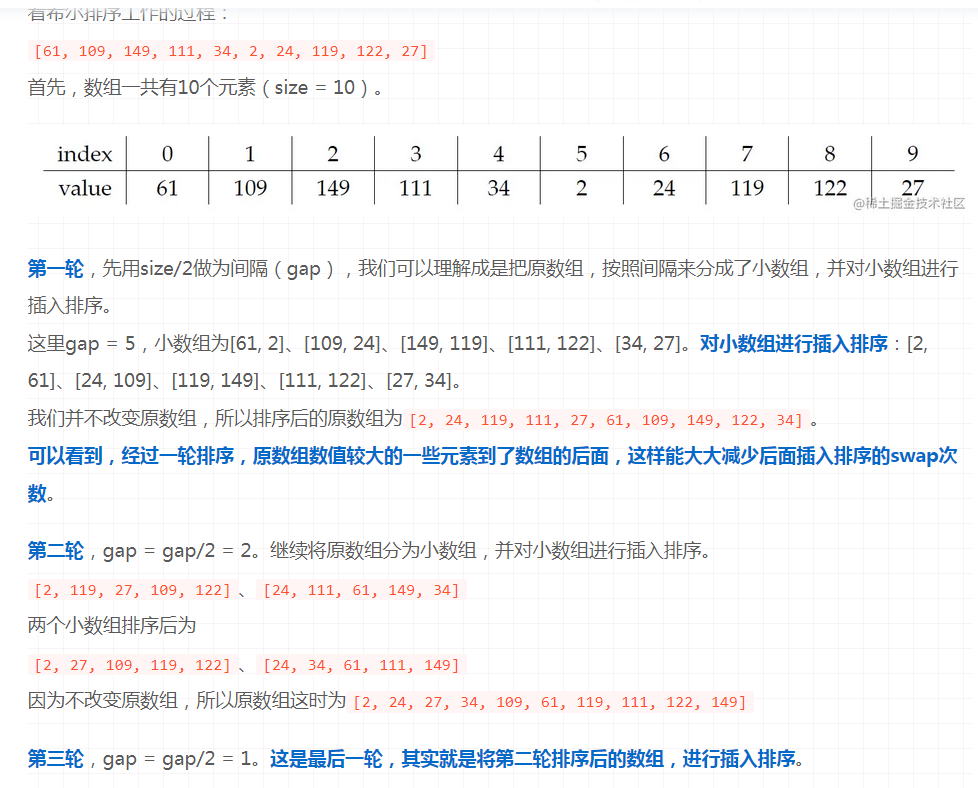 看希尔排序工作的过程：
[61, 109, 149, 111, 34, 2, 24, 119, 122, 27]
首先，数组一共有10个元素（size = 10）。
index 0 1 2 3 4 5 6 7 8 9
value 61 109 149 111 34 2 24 119 122 27
@稀土掘金技术社区
第一轮，先用size/2做为间隔（gap），我们可以理解成是把原数组，按照间隔来分成了小数组，并对小数组进行
插入排序。
这里gap = 5，小数组为[61, 2]、[109, 24]、[149, 119]、[111, 122]、[34, 27]。对小数组进行插入排序：[2,
61]、[24, 109]、[119, 149]、[111, 122]、[27, 34]。
我们并不改变原数组，所以排序后的原数组为 [2, 24, 119, 111, 27, 61, 109, 149, 122, 34] 。
可以看到，经过一轮排序，原数组数值较大的一些元素到了数组的后面，这样能大大减少后面插入排序的swap次
数。
第二轮，gap = gap/2 = 2。继续将原数组分为小数组，并对小数组进行插入排序。
[2, 119, 27, 109, 122] 、 [24, 111, 61, 149, 34]
两个小数组排序后为
[2, 27, 109, 119, 122] 、 [24, 34, 61, 111, 149]
因为不改变原数组，所以原数组这时为 [2, 24, 27, 34, 109, 61, 119, 111, 122, 149]
第三轮，gap = gap/2 = 1。这是最后一轮，其实就是将第二轮排序后的数组，进行插入排序。